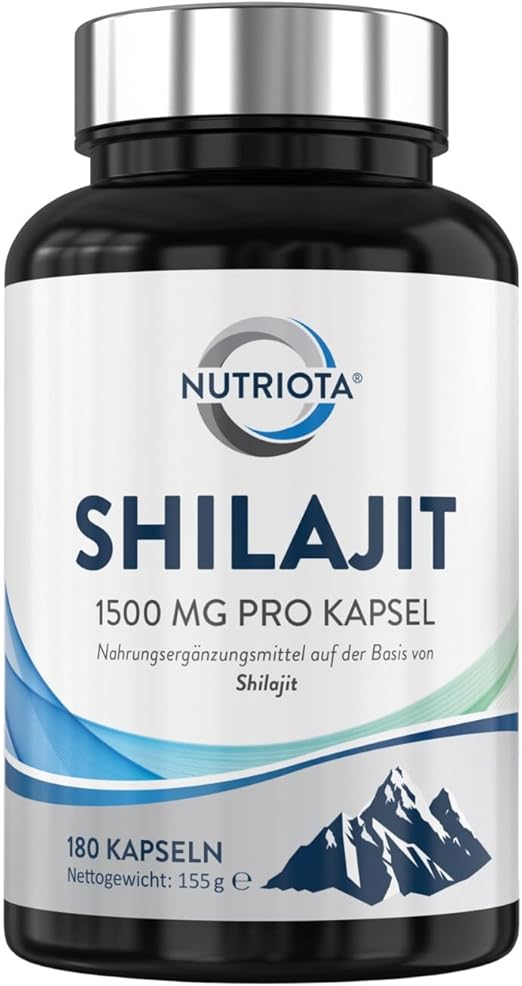 NUTRIOTA®
SHILAJIT
1500 MG PRO KAPSEL
Nahrungsergänzungsmittel auf der Basis von
Shilajit
180 KAPSELN
Nettogewicht: 155 g ℮